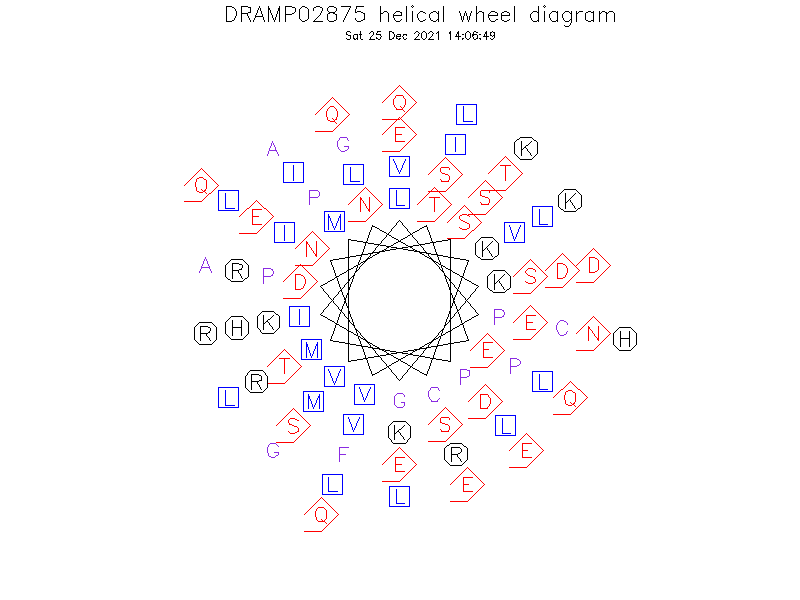 DRAMP02875 helical wheel diagram
Sat 25 Dec 2021 14:06:49
Q
Q L
E
A G I K
V T
I L S
Q P L S K
L E M N T S L
I V
N K
A R P D K S D D
R H K I P E C N H
M E
T P P
L R V L Q
M V G C D
S V K S L
G F R E
E
L L E
Q